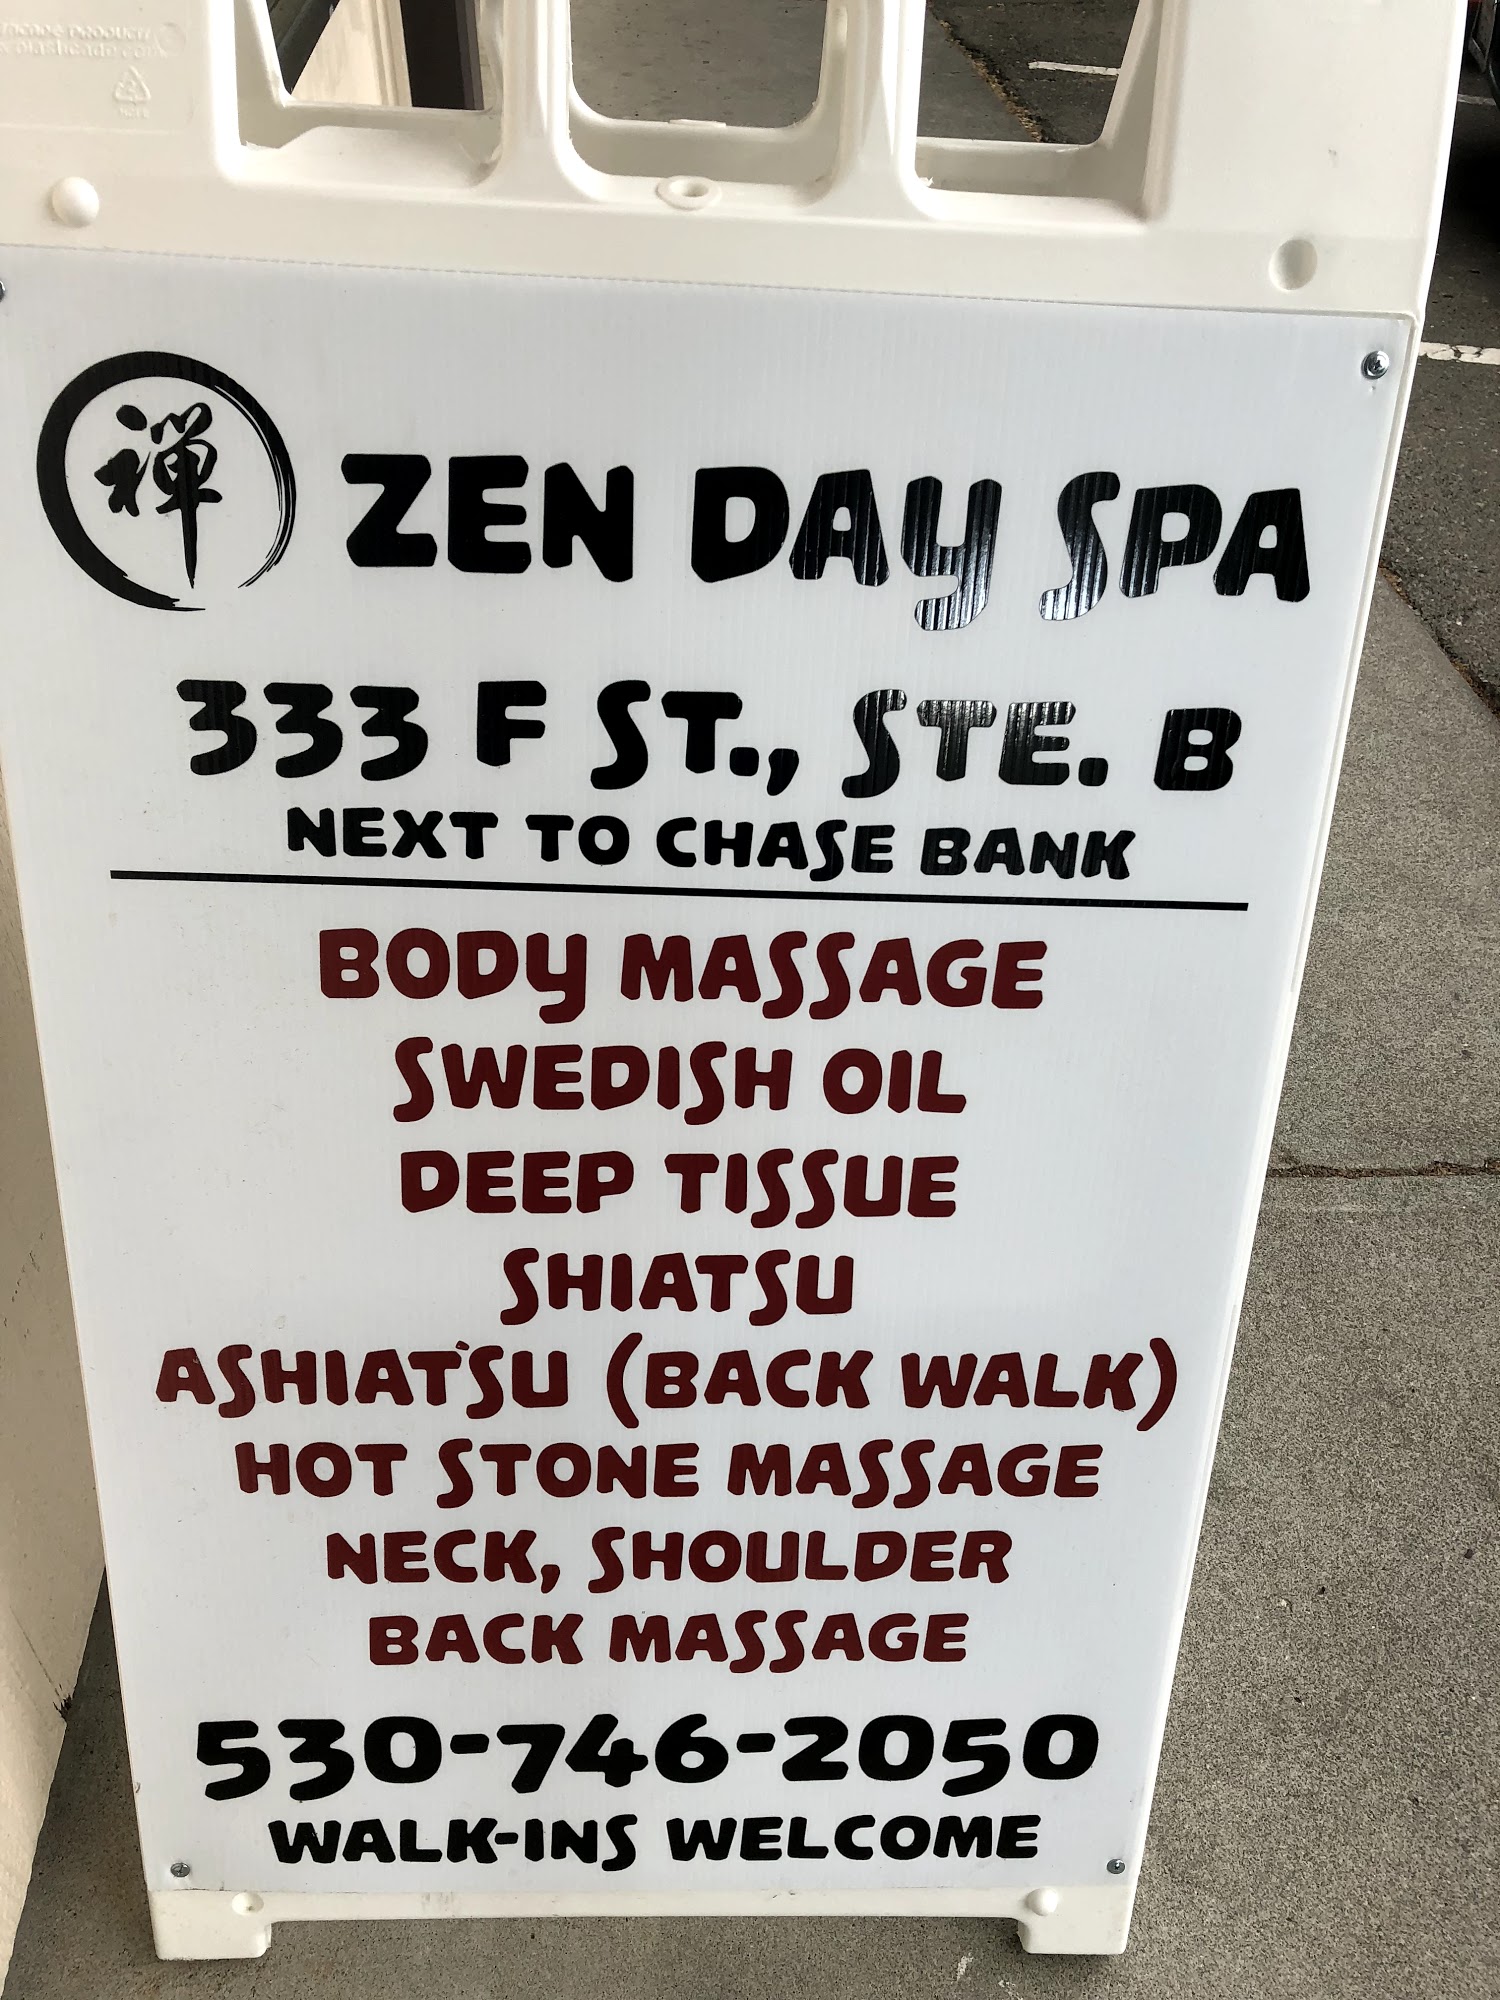 禅 ZEN DAY SPA
333 F ST., STE. B
NEXT TO CHASE BANK
BODY MASSAGE
SWEDISH OIL
DEEP TISSUE
SHIATSU
ASHIATSU (BACK WALK)
HOT STONE MASSAGE
NECK, SHOULDER
BACK MASSAGE
530-746-2050
WALK-INS WELCOME